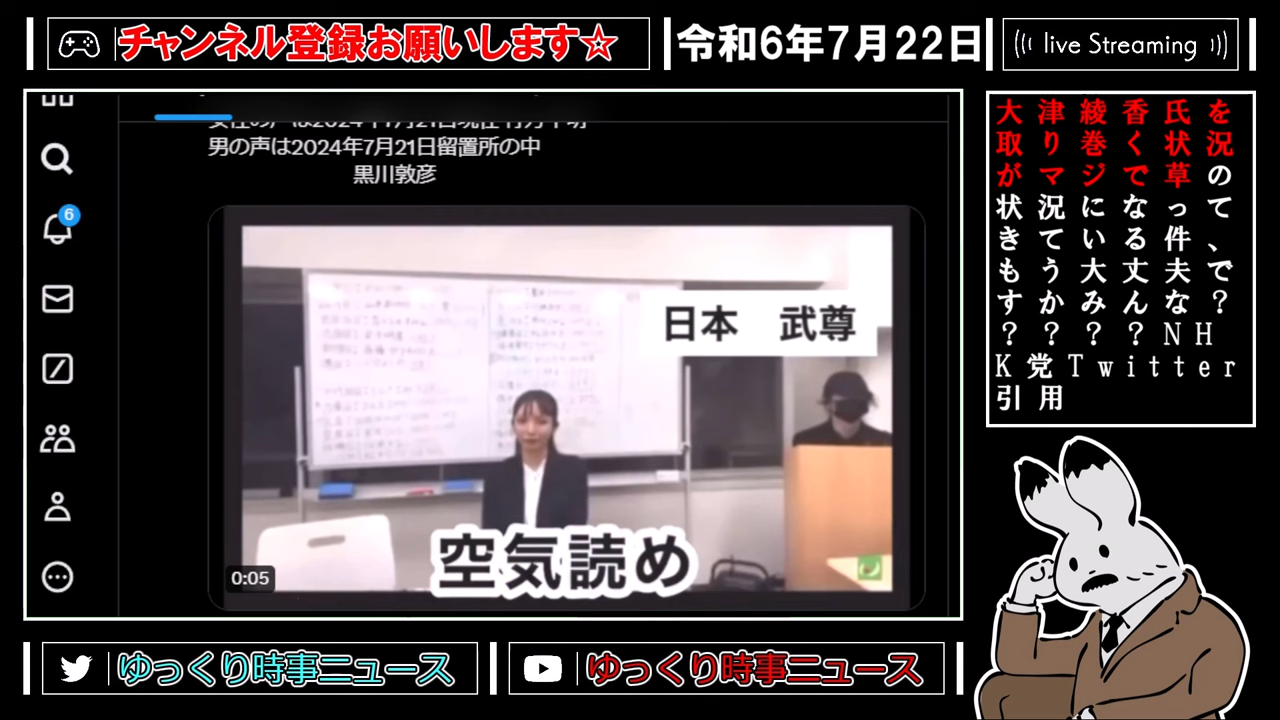 チャンネル登録お願いします☆
令和6年7月22日
live Streaming
男の声は2024年7月21日留置所の中
黒川敦彦
6
日本　武尊
空気読め
0:05
大津綾香氏を
取り巻く状況
がマジで草の
状況になって
きている件、
もう大丈夫で
すかみんな？
？？？？ＮＨ
Ｋ党Ｔｗｉｔｔｅｒ
引用
ゆっくり時事ニュース
ゆっくり時事ニュース